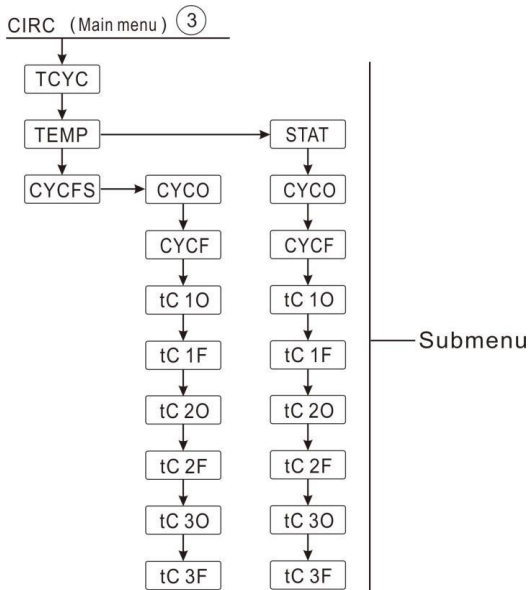 CIRC (Main menu) 3
TCYC
TEMP STAT
CYCFS CYCO CYCO
CYCF CYCF
tC 1O tC 1O
tC 1F tC 1F
Submenu
tC 2O tC 2O
tC 2F tC 2F
tC 3O tC 3O
tC 3F tC 3F